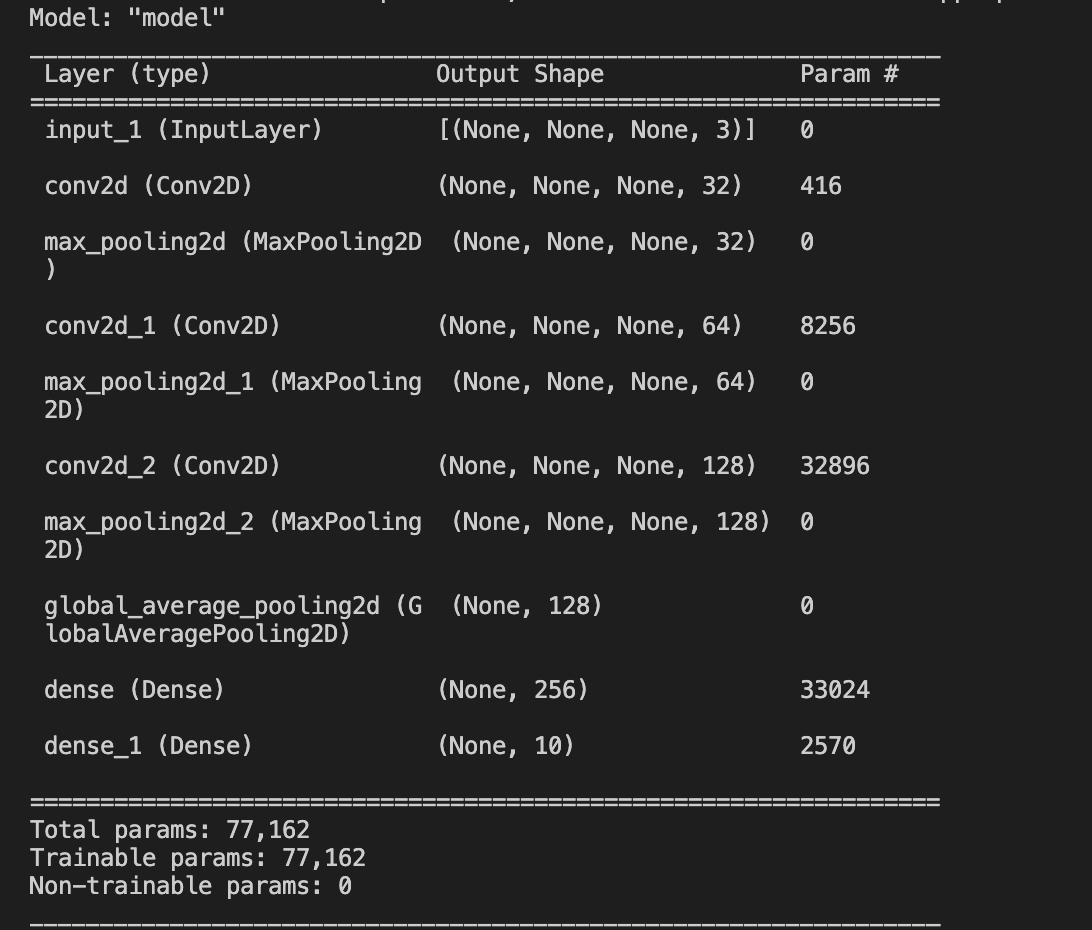 Model: "model"
Layer (type) Output Shape Param #
input_1 (InputLayer) [(None, None, None, 3)] 0
conv2d (Conv2D) (None, None, None, 32) 416
max_pooling2d (MaxPooling2D (None, None, None, 32) 0
)
conv2d_1 (Conv2D) (None, None, None, 64) 8256
max_pooling2d_1 (MaxPooling (None, None, None, 64) 0
2D)
conv2d_2 (Conv2D) (None, None, None, 128) 32896
max_pooling2d_2 (MaxPooling (None, None, None, 128) 0
2D)
global_average_pooling2d (G (None, 128) 0
lobalAveragePooling2D)
dense (Dense) (None, 256) 33024
dense_1 (Dense) (None, 10) 2570
Total params: 77,162
Trainable params: 77,162
Non-trainable params: 0